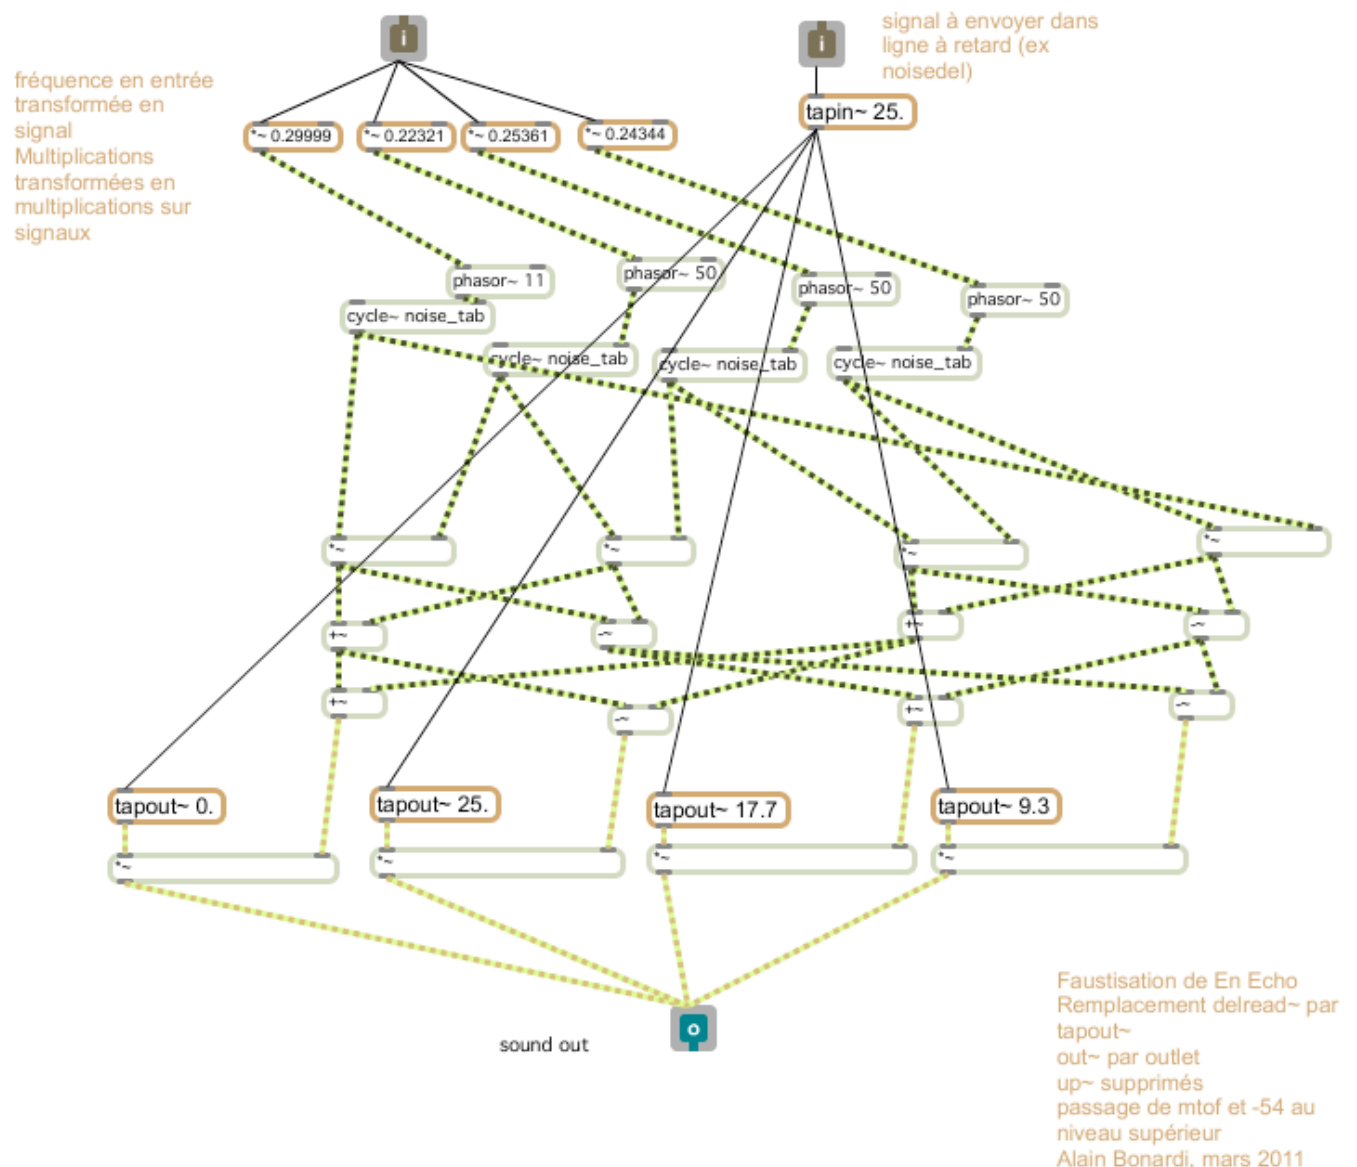 i
i
signal à envoyer dans
ligne à retard (ex
noisedel)
fréquence en entrée
transformée en
signal
Multiplications
transformées en
multiplications sur
signaux
tapin~ 25.
*~ 0.29999
*~ 0.22321
*~ 0.25361
*~ 0.24344
phasor~ 11
phasor~ 50
phasor~ 50
phasor~ 50
cycle~ noise_tab
cycle~ noise_tab
cycle~ noise_tab
cycle~ noise_tab
*~
*~
*~
*~
+~
-~
+~
-~
+~
-~
+~
-~
tapout~ 0.
tapout~ 25.
tapout~ 17.7
tapout~ 9.3
*~
*~
*~
*~
o
sound out
Faustisation de En Echo
Remplacement delread~ par
tapout~
out~ par outlet
up~ supprimés
passage de mtof et -54 au
niveau supérieur
Alain Bonardi. mars 2011